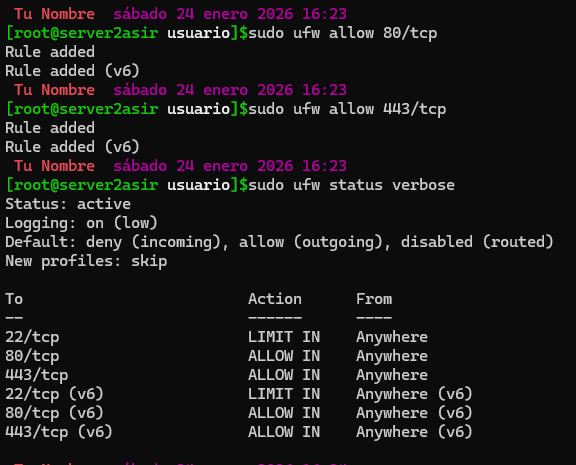 Tu Nombre sábado 24 enero 2026 16:23
[root@server2asir usuario]$sudo ufw allow 80/tcp
Rule added
Rule added (v6)
Tu Nombre sábado 24 enero 2026 16:23
[root@server2asir usuario]$sudo ufw allow 443/tcp
Rule added
Rule added (v6)
Tu Nombre sábado 24 enero 2026 16:23
[root@server2asir usuario]$sudo ufw status verbose
Status: active
Logging: on (low)
Default: deny (incoming), allow (outgoing), disabled (routed)
New profiles: skip

To                         Action      From
--                         ------      ----
22/tcp                     LIMIT IN    Anywhere
80/tcp                     ALLOW IN    Anywhere
443/tcp                    ALLOW IN    Anywhere
22/tcp (v6)                LIMIT IN    Anywhere (v6)
80/tcp (v6)                ALLOW IN    Anywhere (v6)
443/tcp (v6)               ALLOW IN    Anywhere (v6)